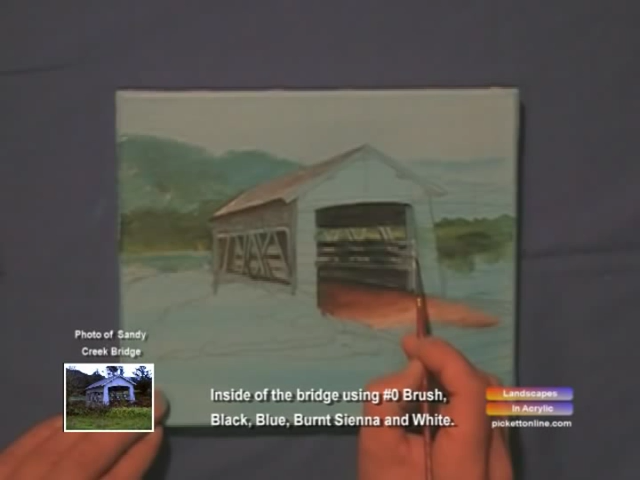 Photo of Sandy
Creek Bridge
Inside of the bridge using #0 Brush,
Black, Blue, Burnt Sienna and White.
Landscapes
In Acrylic
pickettonline.com